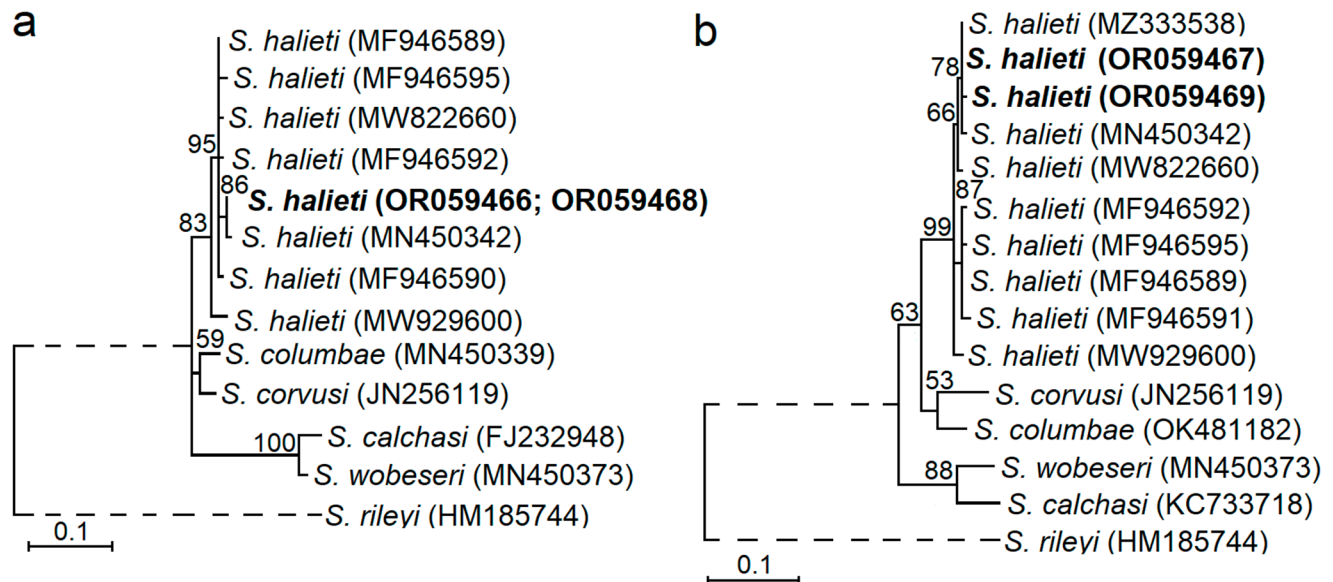 a
S. halieti (MF946589)
S. halieti (MF946595)
S. halieti (MW822660)
95
S. halieti (MF946592)
86
S. halieti (OR059466; OR059468)
83
S. halieti (MN450342)
S. halieti (MF946590)
S. halieti (MW929600)
59
S. columbae (MN450339)
S. corvusi (JN256119)
100
S. calchasi (FJ232948)
S. wobeseri (MN450373)
S. rileyi (HM185744)
0.1
b
S. halieti (MZ333538)
S. halieti (OR059467)
78
S. halieti (OR059469)
66
S. halieti (MN450342)
S. halieti (MW822660)
87
S. halieti (MF946592)
99
S. halieti (MF946595)
S. halieti (MF946589)
63
S. halieti (MF946591)
S. halieti (MW929600)
53
S. corvusi (JN256119)
S. columbae (OK481182)
88
S. wobeseri (MN450373)
S. calchasi (KC733718)
S. rileyi (HM185744)
0.1